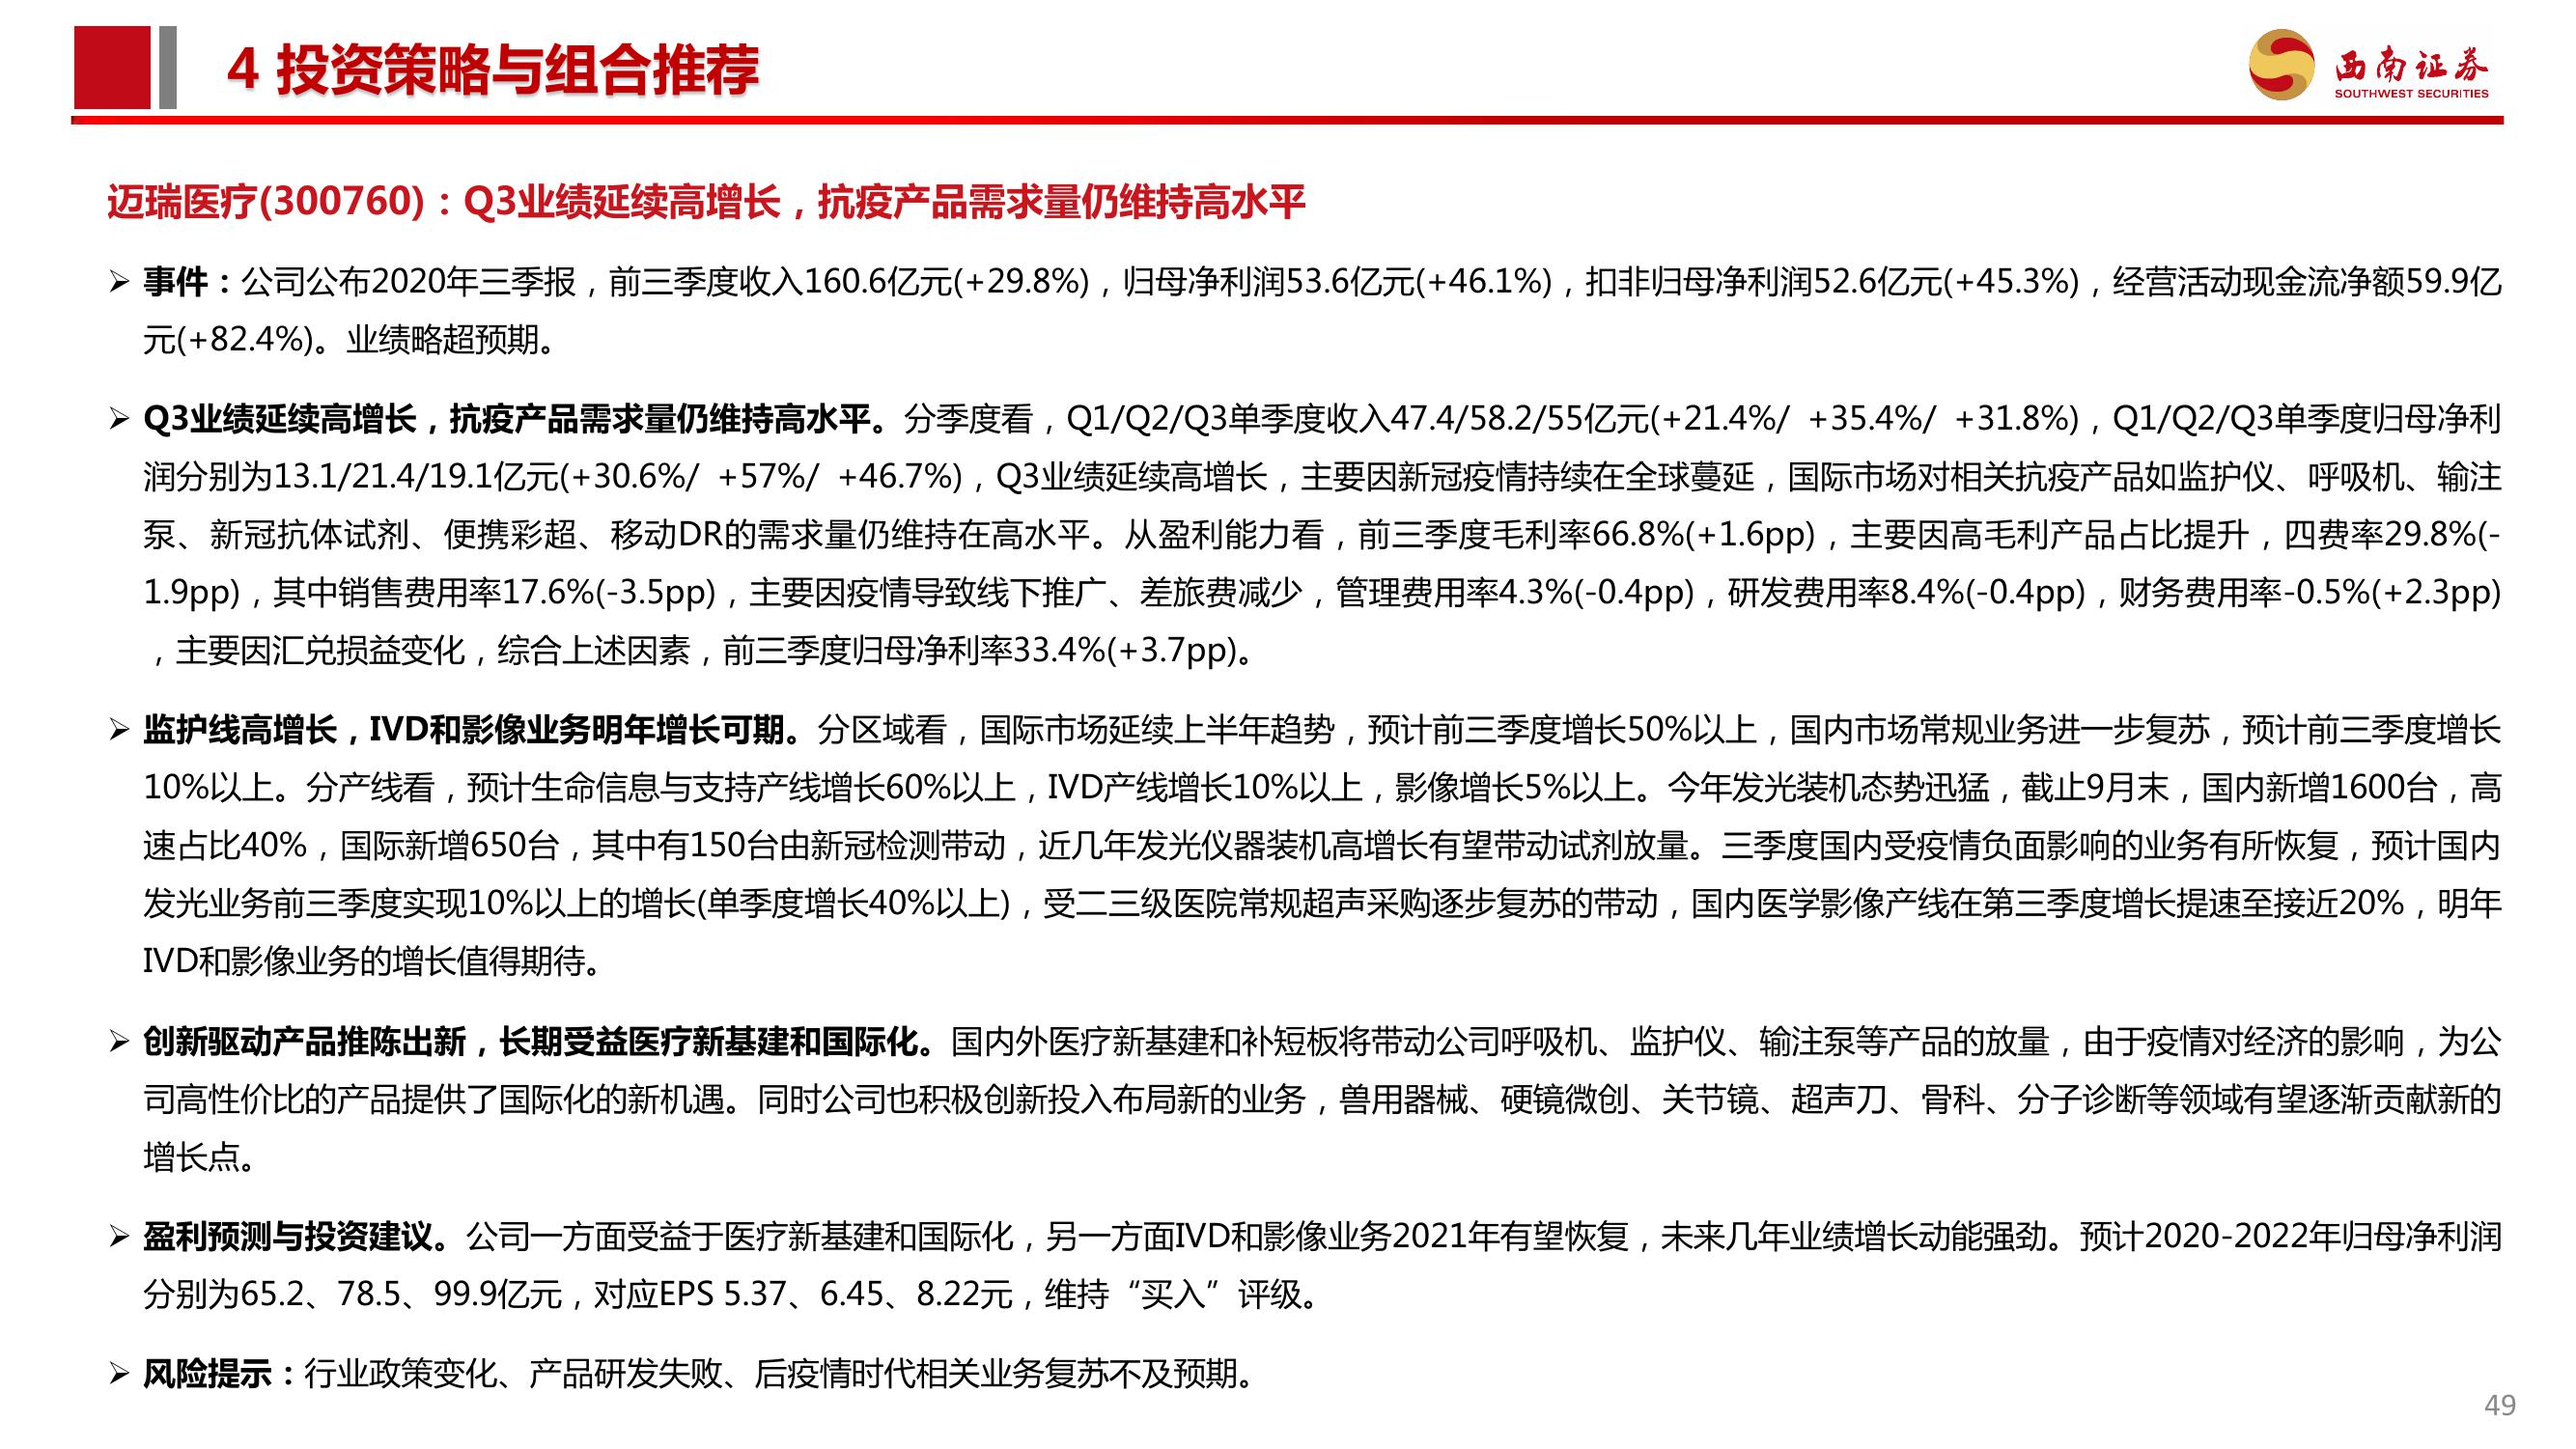 4 投资策略与组合推荐
西南证券
SOUTHWEST SECURITIES
迈瑞医疗(300760)：Q3业绩延续高增长，抗疫产品需求量仍维持高水平
➢ 事件：公司公布2020年三季报，前三季度收入160.6亿元(+29.8%)，归母净利润53.6亿元(+46.1%)，扣非归母净利润52.6亿元(+45.3%)，经营活动现金流净额59.9亿
元(+82.4%)。业绩略超预期。
➢ Q3业绩延续高增长，抗疫产品需求量仍维持高水平。分季度看，Q1/Q2/Q3单季度收入47.4/58.2/55亿元(+21.4%/ +35.4%/ +31.8%)，Q1/Q2/Q3单季度归母净利
润分别为13.1/21.4/19.1亿元(+30.6%/ +57%/ +46.7%)，Q3业绩延续高增长，主要因新冠疫情持续在全球蔓延，国际市场对相关抗疫产品如监护仪、呼吸机、输注
泵、新冠抗体试剂、便携彩超、移动DR的需求量仍维持在高水平。从盈利能力看，前三季度毛利率66.8%(+1.6pp)，主要因高毛利产品占比提升，四费率29.8%(-
1.9pp)，其中销售费用率17.6%(-3.5pp)，主要因疫情导致线下推广、差旅费减少，管理费用率4.3%(-0.4pp)，研发费用率8.4%(-0.4pp)，财务费用率-0.5%(+2.3pp)
，主要因汇兑损益变化，综合上述因素，前三季度归母净利率33.4%(+3.7pp)。
➢ 监护线高增长，IVD和影像业务明年增长可期。分区域看，国际市场延续上半年趋势，预计前三季度增长50%以上，国内市场常规业务进一步复苏，预计前三季度增长
10%以上。分产线看，预计生命信息与支持产线增长60%以上，IVD产线增长10%以上，影像增长5%以上。今年发光装机态势迅猛，截止9月末，国内新增1600台，高
速占比40%，国际新增650台，其中有150台由新冠检测带动，近几年发光仪器装机高增长有望带动试剂放量。三季度国内受疫情负面影响的业务有所恢复，预计国内
发光业务前三季度实现10%以上的增长(单季度增长40%以上)，受二三级医院常规超声采购逐步复苏的带动，国内医学影像产线在第三季度增长提速至接近20%，明年
IVD和影像业务的增长值得期待。
➢ 创新驱动产品推陈出新，长期受益医疗新基建和国际化。国内外医疗新基建和补短板将带动公司呼吸机、监护仪、输注泵等产品的放量，由于疫情对经济的影响，为公
司高性价比的产品提供了国际化的新机遇。同时公司也积极创新投入布局新的业务，兽用器械、硬镜微创、关节镜、超声刀、骨科、分子诊断等领域有望逐渐贡献新的
增长点。
➢ 盈利预测与投资建议。公司一方面受益于医疗新基建和国际化，另一方面IVD和影像业务2021年有望恢复，未来几年业绩增长动能强劲。预计2020-2022年归母净利润
分别为65.2、78.5、99.9亿元，对应EPS 5.37、6.45、8.22元，维持“买入”评级。
➢ 风险提示：行业政策变化、产品研发失败、后疫情时代相关业务复苏不及预期。
49